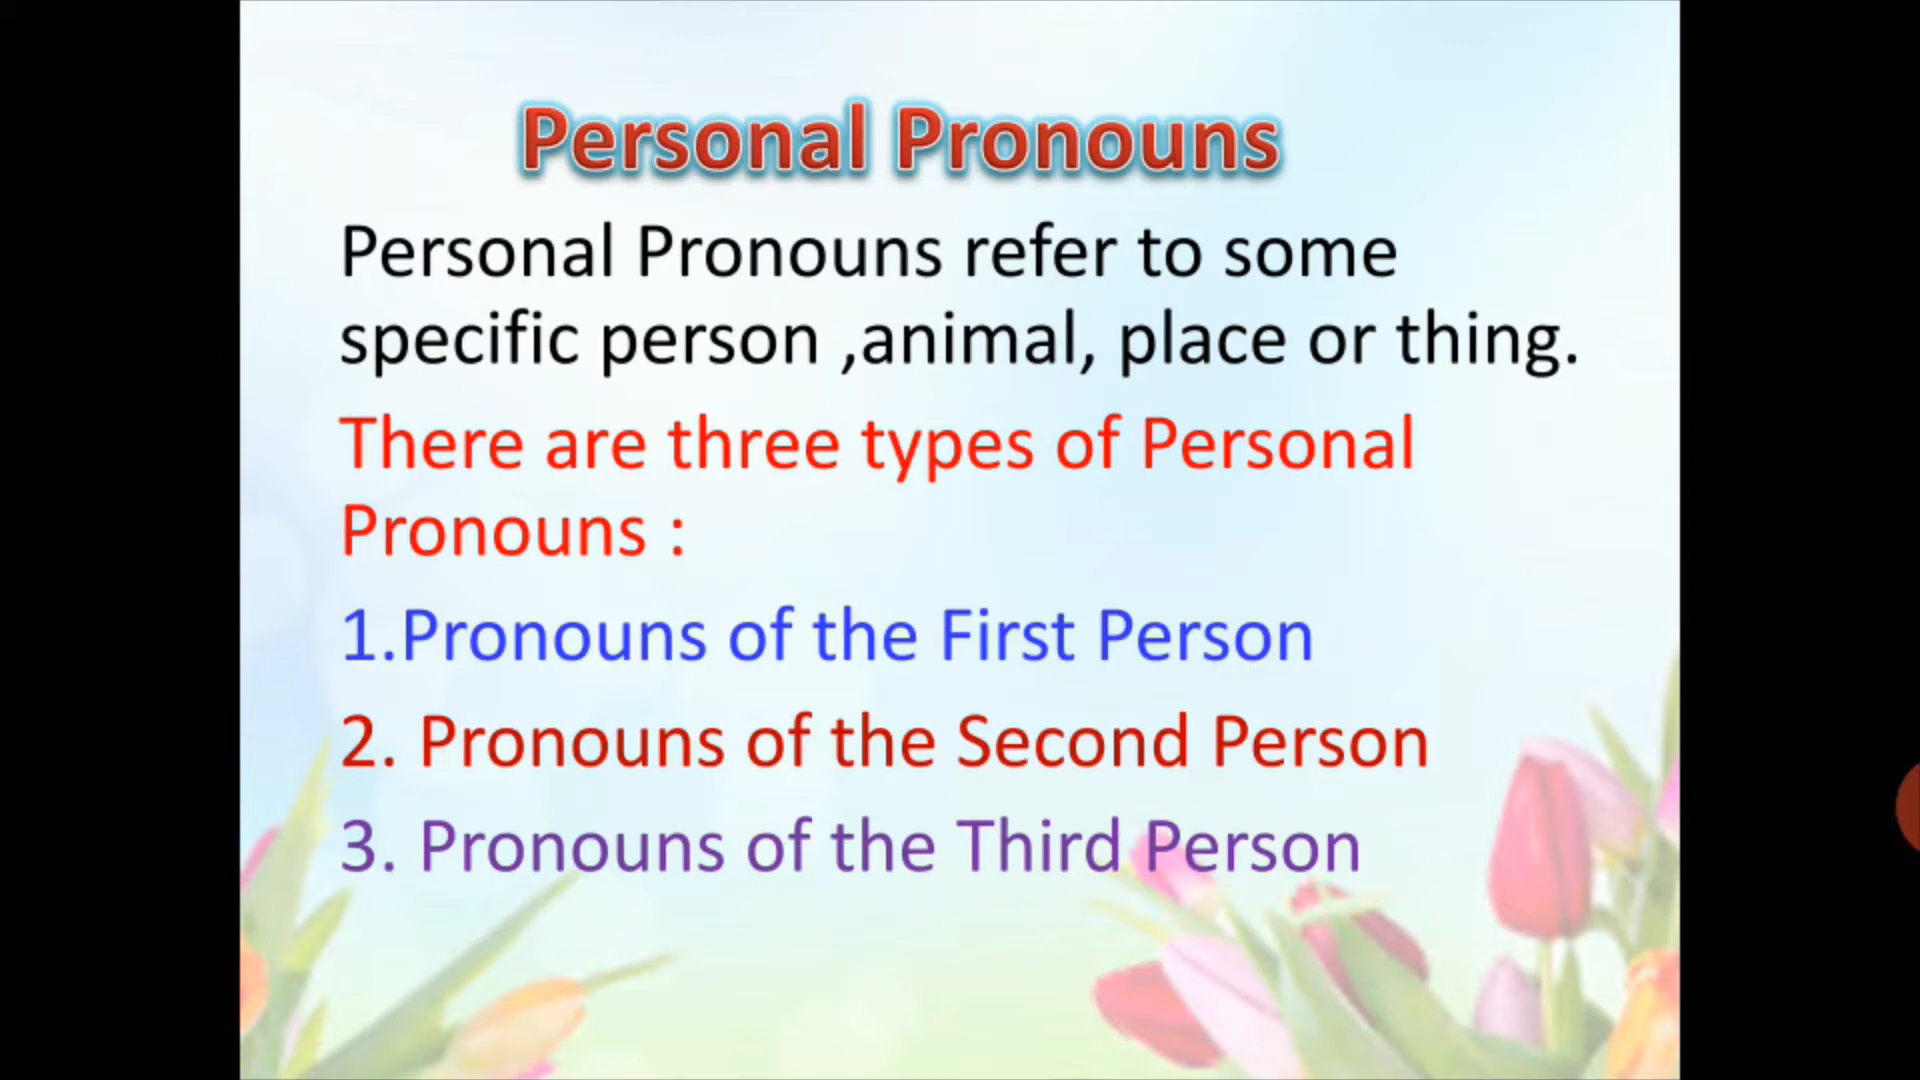 Personal Pronouns
Personal Pronouns refer to some
specific person ,animal, place or thing.
There are three types of Personal
Pronouns :
1.Pronouns of the First Person
2. Pronouns of the Second Person
3. Pronouns of the Third Person